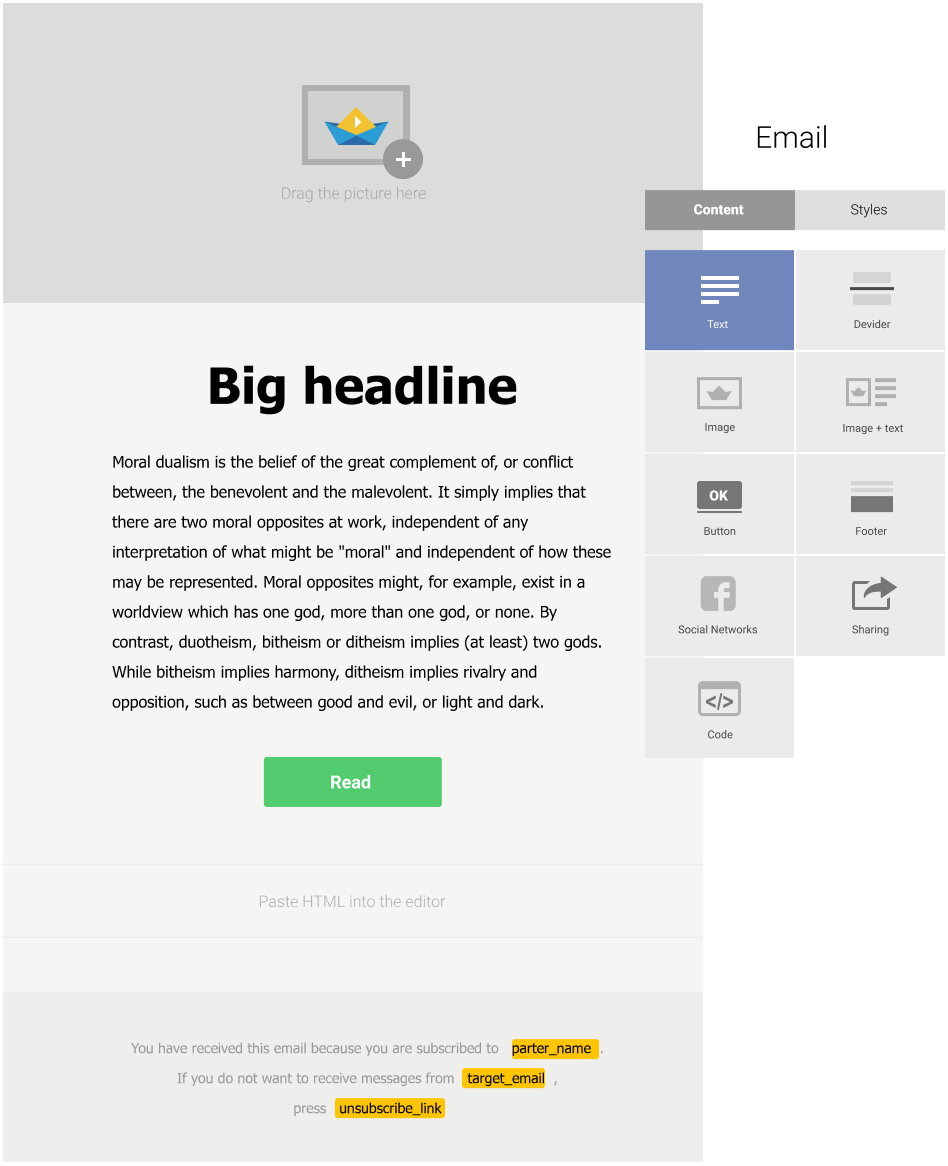 Drag the picture here
Big headline
Moral dualism is the belief of the great complement of, or conflict
between, the benevolent and the malevolent. It simply implies that
there are two moral opposites at work, independent of any
interpretation of what might be "moral" and independent of how these
may be represented. Moral opposites might, for example, exist in a
worldview which has one god, more than one god, or none. By
contrast, duotheism, bitheism or ditheism implies (at least) two gods.
While bitheism implies harmony, ditheism implies rivalry and
opposition, such as between good and evil, or light and dark.
Read
Paste HTML into the editor
You have received this email because you are subscribed to parter_name .
If you do not want to receive messages from target_email ,
press unsubscribe_link
Email
Content Styles
Text Devider
Image Image + text
OK
Button Footer
Social Networks Sharing
</>
Code